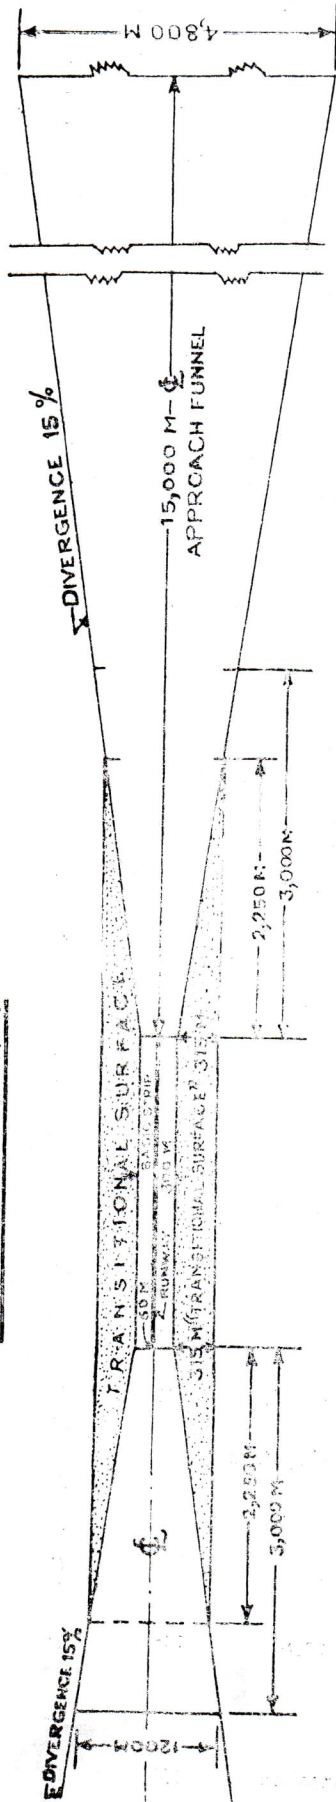 4,800 M
DIVERGENCE 15%
15,000 M ℄
APPROACH FUNNEL
3,000 M
2,250 M
TRANSITIONAL SURFACE
BASIC STRIP
60 M
RUNWAY 300 M
315 M "TRANSITIONAL SURFACE" 315 M
℄
2,250 M
3,000 M
DIVERGENCE 15%
1200 M